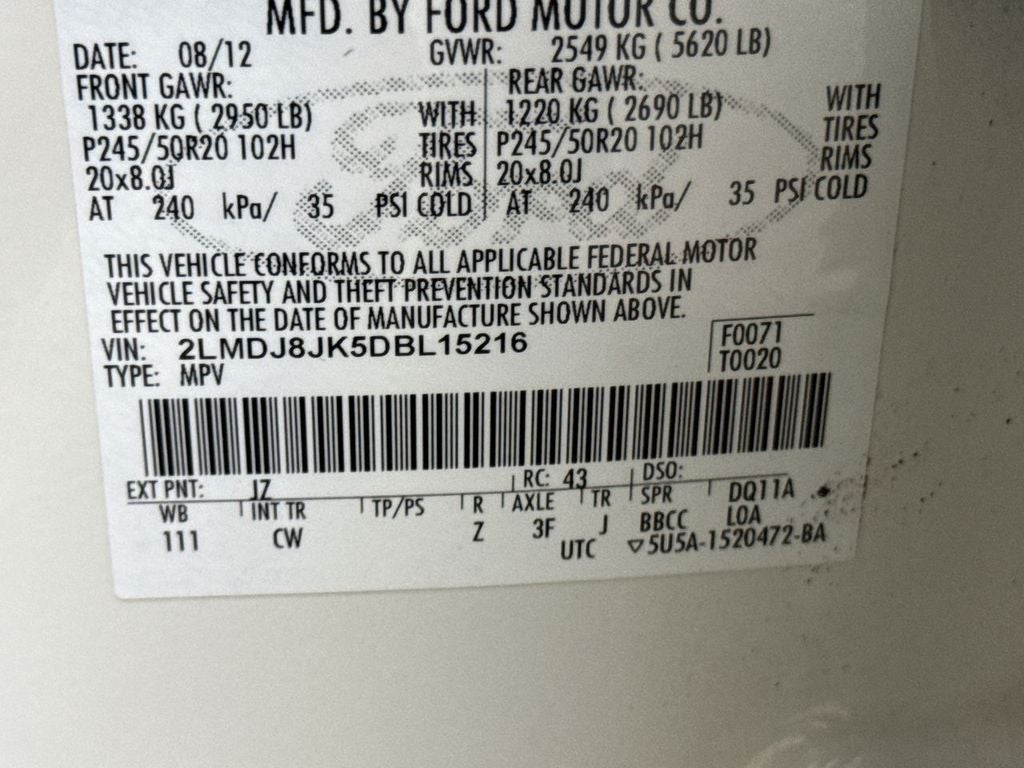 MFD. BY FORD MOTOR CO.
DATE: 08/12 GVWR: 2549 KG ( 5620 LB)
FRONT GAWR: REAR GAWR:
1338 KG ( 2950 LB) WITH 1220 KG ( 2690 LB) WITH
P245/50R20 102H TIRES P245/50R20 102H TIRES
20x8.0J RIMS 20x8.0J RIMS
AT 240 kPa/ 35 PSI COLD AT 240 kPa/ 35 PSI COLD
Ford
THIS VEHICLE CONFORMS TO ALL APPLICABLE FEDERAL MOTOR
VEHICLE SAFETY AND THEFT PREVENTION STANDARDS IN
EFFECT ON THE DATE OF MANUFACTURE SHOWN ABOVE.
VIN: 2LMDJ8JK5DBL15216 F0071
TYPE: MPV T0020
EXT PNT: JZ RC: 43 DSO:
WB INT TR TP/PS R AXLE TR SPR DQ11A
111 CW Z 3F J BBCC LOA
UTC ▽5U5A-1520472-BA